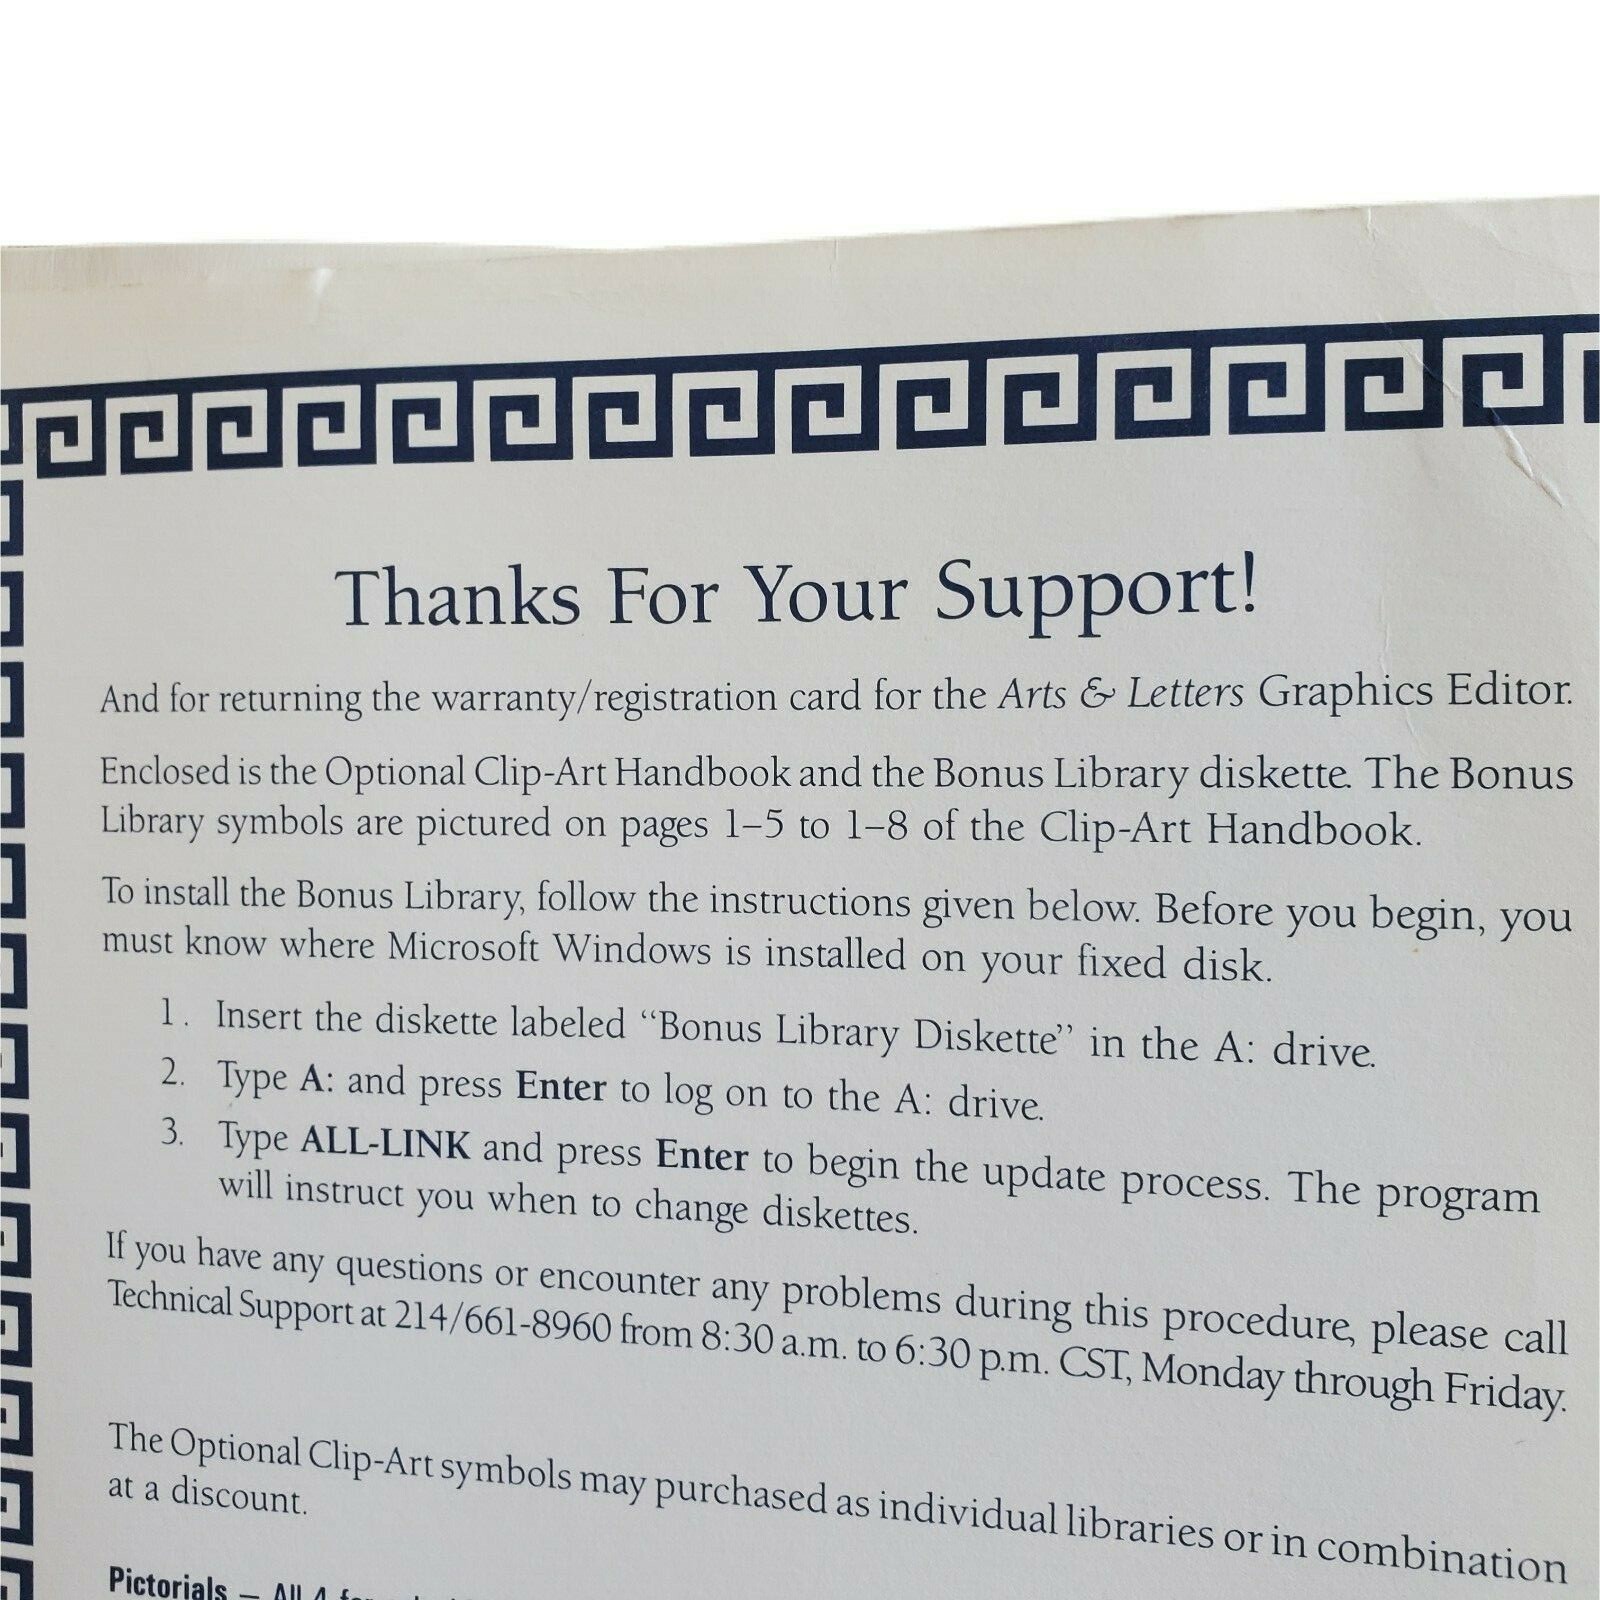 Thanks For Your Support!
And for returning the warranty/registration card for the Arts & Letters Graphics Editor.
Enclosed is the Optional Clip-Art Handbook and the Bonus Library diskette. The Bonus
Library symbols are pictured on pages 1–5 to 1–8 of the Clip-Art Handbook.
To install the Bonus Library, follow the instructions given below. Before you begin, you
must know where Microsoft Windows is installed on your fixed disk.
1. Insert the diskette labeled “Bonus Library Diskette” in the A: drive.
2. Type A: and press Enter to log on to the A: drive.
3. Type ALL-LINK and press Enter to begin the update process. The program
will instruct you when to change diskettes.
If you have any questions or encounter any problems during this procedure, please call
Technical Support at 214/661-8960 from 8:30 a.m. to 6:30 p.m. CST, Monday through Friday.
The Optional Clip-Art symbols may purchased as individual libraries or in combination
at a discount.
Pictorials — All 4 for